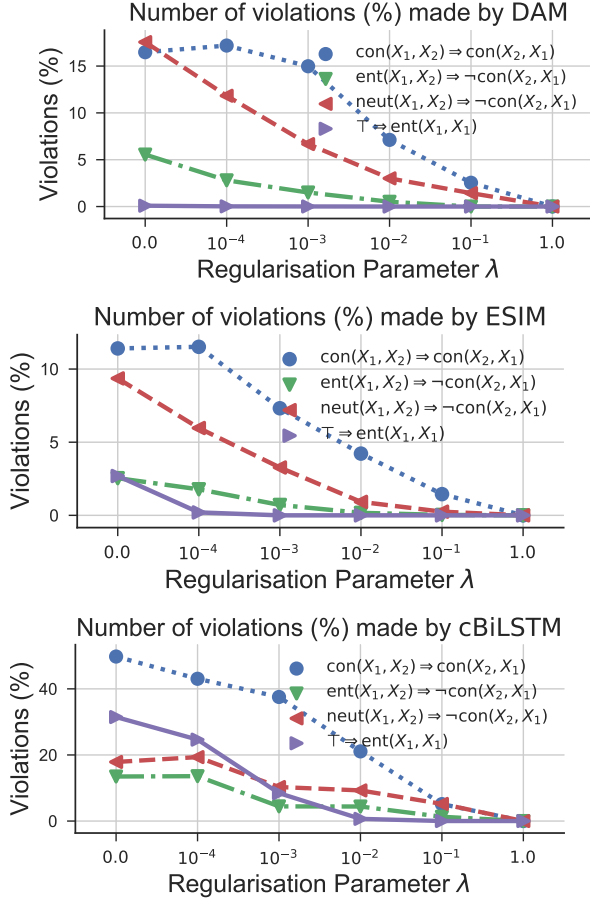 Number of violations (%) made by DAM
Violations (%)
15
10
5
0
con(X₁, X₂) ⇒ con(X₂, X₁)
ent(X₁, X₂) ⇒ ¬con(X₂, X₁)
neut(X₁, X₂) ⇒ ¬con(X₂, X₁)
⊤ ⇒ ent(X₁, X₁)
0.0 10⁻⁴ 10⁻³ 10⁻² 10⁻¹ 1.0
Regularisation Parameter λ
Number of violations (%) made by ESIM
Violations (%)
10
5
0
con(X₁, X₂) ⇒ con(X₂, X₁)
ent(X₁, X₂) ⇒ ¬con(X₂, X₁)
neut(X₁, X₂) ⇒ ¬con(X₂, X₁)
⊤ ⇒ ent(X₁, X₁)
0.0 10⁻⁴ 10⁻³ 10⁻² 10⁻¹ 1.0
Regularisation Parameter λ
Number of violations (%) made by cBiLSTM
Violations (%)
40
20
0
con(X₁, X₂) ⇒ con(X₂, X₁)
ent(X₁, X₂) ⇒ ¬con(X₂, X₁)
neut(X₁, X₂) ⇒ ¬con(X₂, X₁)
⊤ ⇒ ent(X₁, X₁)
0.0 10⁻⁴ 10⁻³ 10⁻² 10⁻¹ 1.0
Regularisation Parameter λ